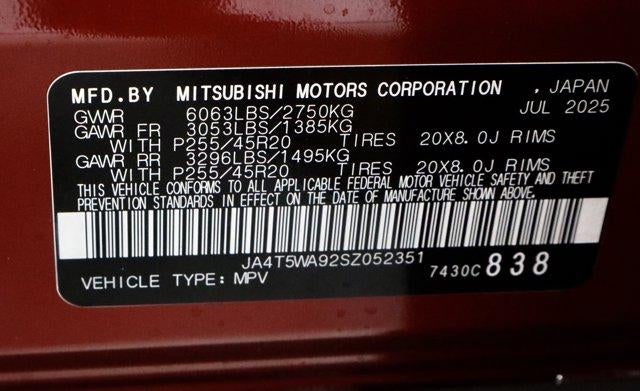 MFD.BY MITSUBISHI MOTORS CORPORATION , JAPAN
GVWR 6063LBS/2750KG JUL 2025
GAWR FR 3053LBS/1385KG
WITH P255/45R20 TIRES 20X8.0J RIMS
GAWR RR 3296LBS/1495KG
WITH P255/45R20 TIRES 20X8.0J RIMS
THIS VEHICLE CONFORMS TO ALL APPLICABLE FEDERAL MOTOR VEHICLE SAFETY AND THEFT
PREVENTION STANDARDS IN EFFECT ON THE DATE OF MANUFACTURE SHOWN ABOVE.
JA4T5WA92SZ052351
VEHICLE TYPE: MPV 7430C 838